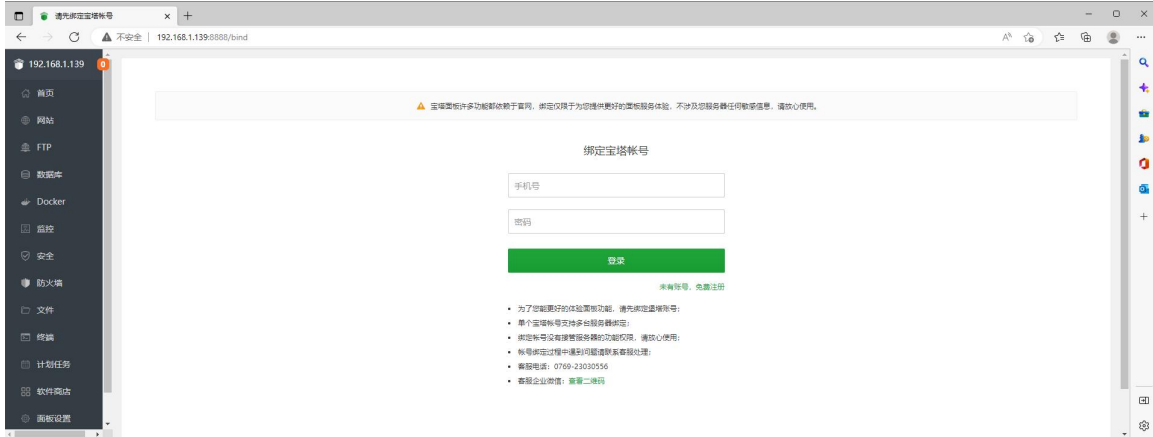 请先绑定宝塔帐号
不安全 | 192.168.1.139:8888/bind
192.168.1.139 0
首页
网站
FTP
数据库
Docker
监控
安全
防火墙
文件
终端
计划任务
软件商店
面板设置
宝塔面板许多功能都依赖于官网，绑定仅限于为您提供更好的面板服务体验，不涉及您服务器任何敏感信息，请放心使用。
绑定宝塔帐号
手机号
密码
登录
未有账号，免费注册
为了您能更好的体验面板功能，请先绑定堡塔账号；
单个宝塔帐号支持多台服务器绑定；
绑定帐号没有接管服务器的功能权限，请放心使用；
帐号绑定过程中遇到问题请联系客服处理；
客服电话：0769-23030556
客服企业微信：查看二维码